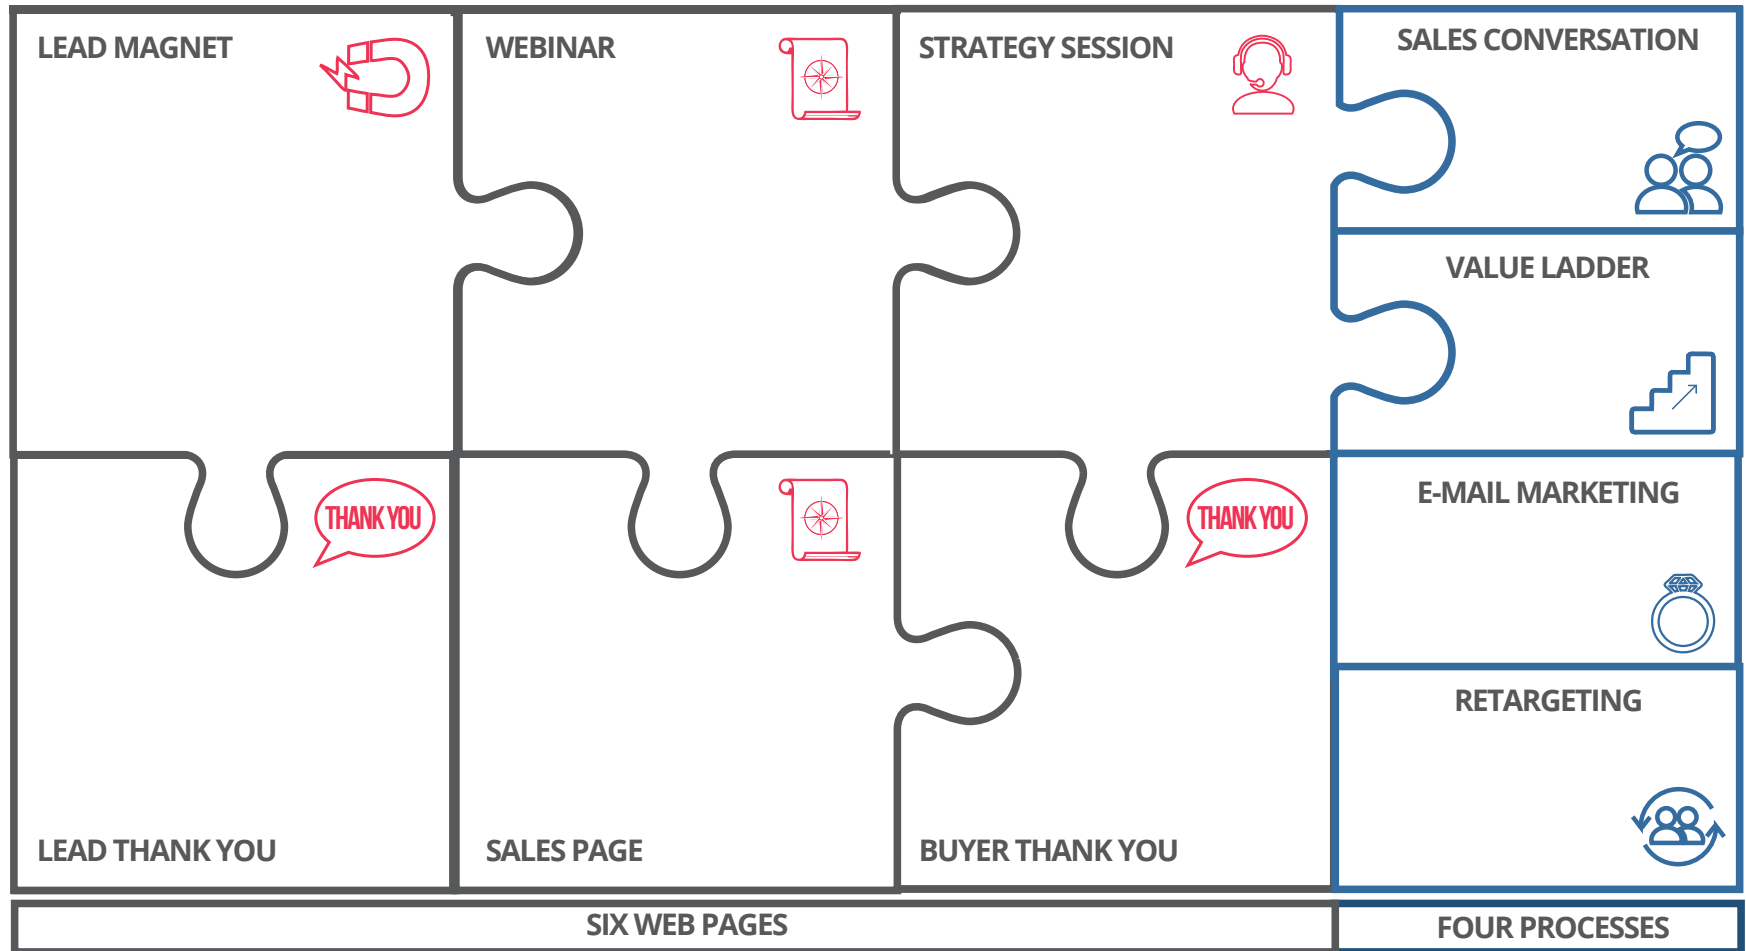 LEAD MAGNET
WEBINAR
STRATEGY SESSION
SALES CONVERSATION
VALUE LADDER
THANK YOU
THANK YOU
E-MAIL MARKETING
RETARGETING
LEAD THANK YOU
SALES PAGE
BUYER THANK YOU
SIX WEB PAGES
FOUR PROCESSES